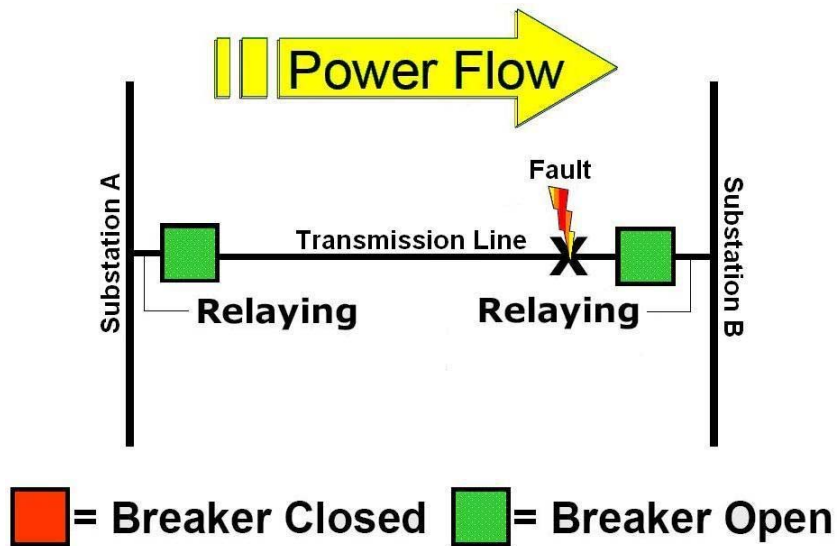 Power Flow
Substation A
Fault
Substation B
Transmission Line
X
Relaying
Relaying
= Breaker Closed
= Breaker Open